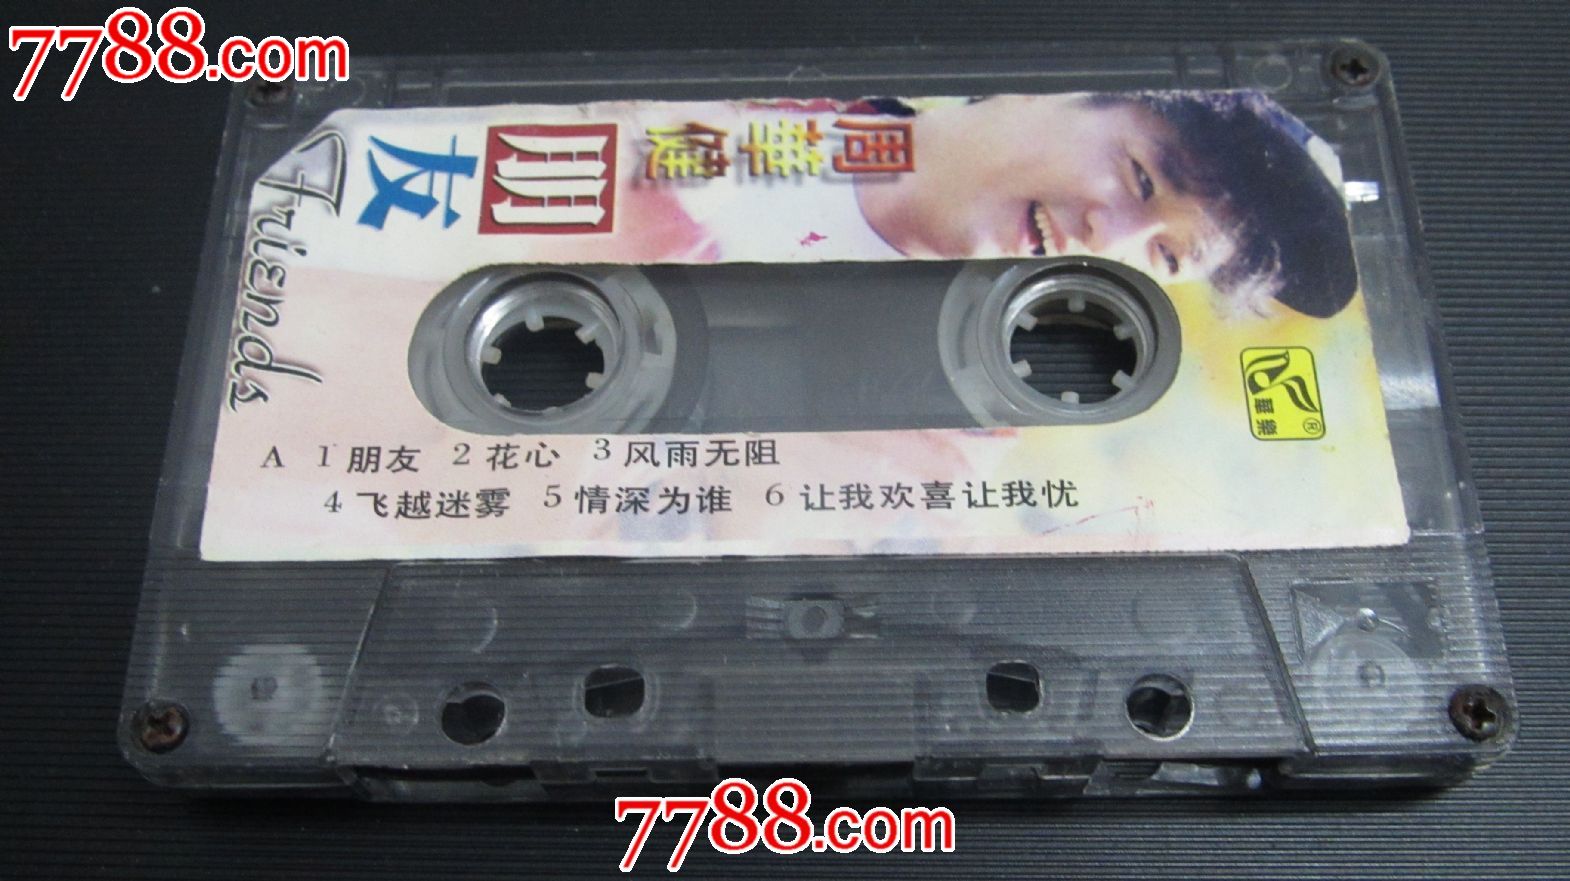 7788.com
周華健
朋友
Friends
華樂
®
A 1 朋友 2 花心 3 风雨无阻
4 飞越迷雾 5 情深为谁 6 让我欢喜让我忧
7788.com